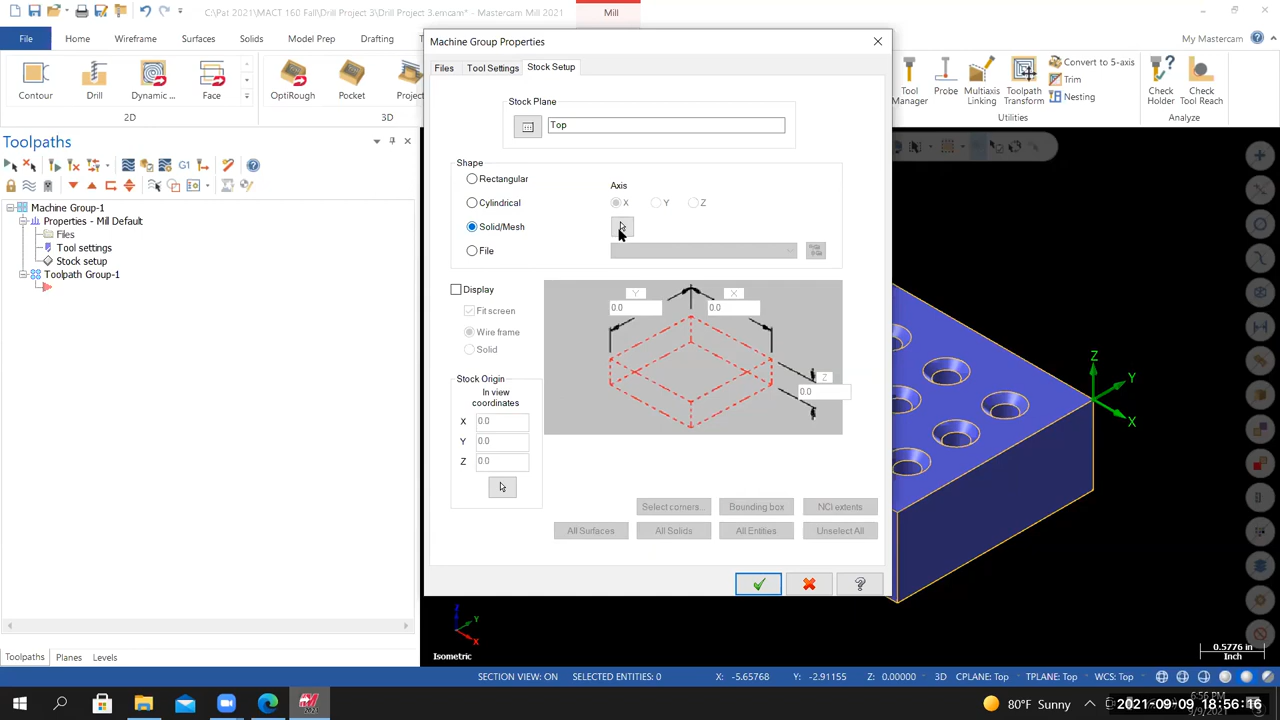 C:\Pat 2021\MACT 160 Fall\Drill Project 3\Drill Project 3.emcam* - Mastercam Mill 2021
Mill
File
Home
Wireframe
Surfaces
Solids
Model Prep
Drafting
My Mastercam
Contour
Drill
Dynamic ...
Face
OptiRough
Pocket
Project
Tool
Manager
Probe
Multiaxis
Linking
Toolpath
Transform
Convert to 5-axis
Trim
Nesting
Check
Holder
Check
Tool Reach
2D
3D
Utilities
Analyze
Toolpaths
G1
Machine Group-1
Properties - Mill Default
Files
Tool settings
Stock setup
Toolpath Group-1
Machine Group Properties
Files
Tool Settings
Stock Setup
Stock Plane
Top
Shape
Rectangular
Axis
Cylindrical
X
Y
Z
Solid/Mesh
File
Display
Fit screen
Wire frame
Solid
Y
X
0.0
0.0
Z
0.0
Stock Origin
In view
coordinates
X
0.0
Y
0.0
Z
0.0
Select corners...
Bounding box
NCI extents
All Surfaces
All Solids
All Entities
Unselect All
Z
Y
X
Z
Y
X
Isometric
0.5776 in
Inch
Toolpaths
Planes
Levels
SECTION VIEW: ON
SELECTED ENTITIES: 0
X: -5.65768
Y: -2.91155
Z: 0.00000
3D
CPLANE: Top
TPLANE: Top
WCS: Top
80°F Sunny
6:56 PM
9/9/2021
2021-09-09 18:56:16